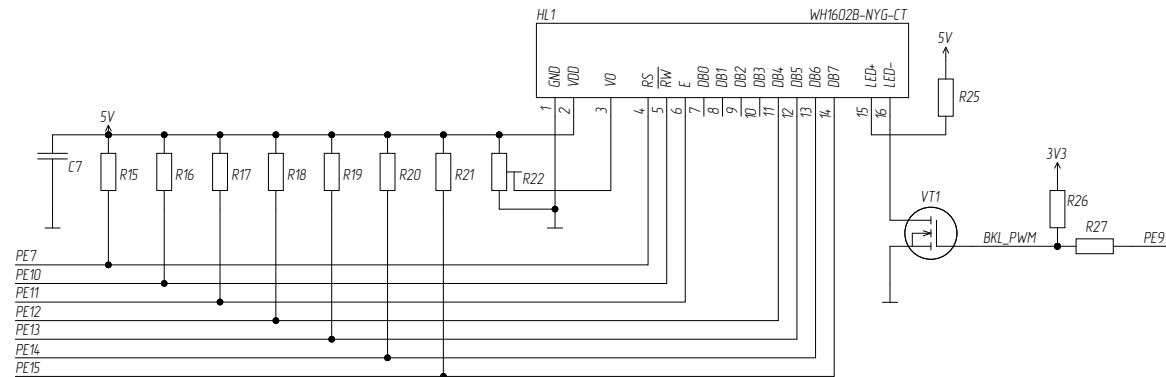 HL1 WH1602B-NYG-CT
GND
VDD
VO
RS
RW
E
DB0
DB1
DB2
DB3
DB4
DB5
DB6
DB7
LED+
LED-
1
2
3
4
5
6
7
8
9
10
11
12
13
14
15
16
5V
R25
5V
C7
R15
R16
R17
R18
R19
R20
R21
R22
3V3
R26
VT1
R27
BKL_PWM
PE9
PE7
PE10
PE11
PE12
PE13
PE14
PE15